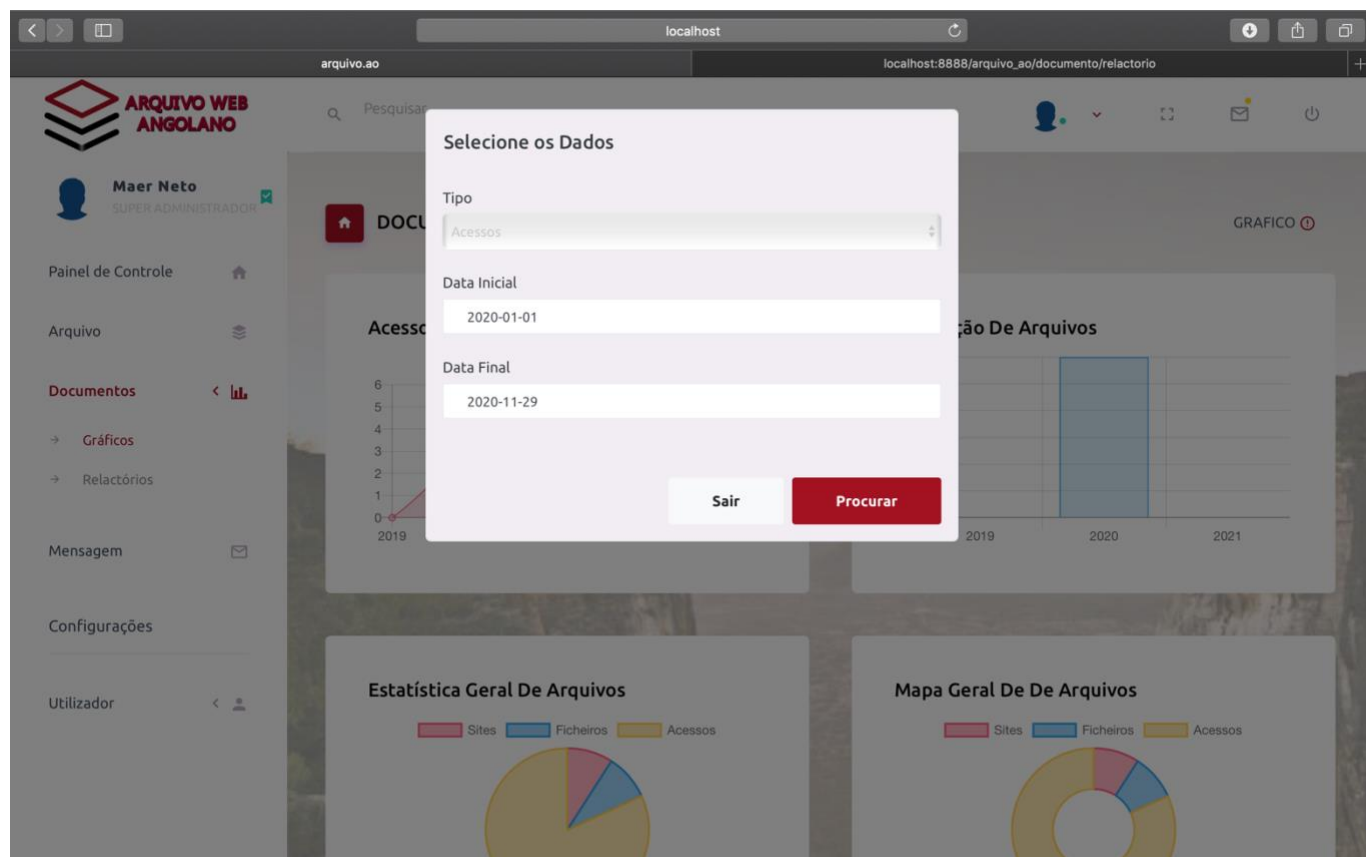 localhost
arquivo.ao
localhost:8888/arquivo_ao/documento/relactorio
ARQUIVO WEB
ANGOLANO
Pesquisar
Maer Neto
SUPER ADMINISTRADOR
Painel de Controle
Arquivo
Documentos
Gráficos
Relactórios
Mensagem
Configurações
Utilizador
DOCU
GRAFICO
Selecione os Dados
Tipo
Acessos
Data Inicial
2020-01-01
Data Final
2020-11-29
Sair
Procurar
Acesso
6
5
4
3
2
1
0
2019
ção De Arquivos
2019
2020
2021
Estatística Geral De Arquivos
Sites
Ficheiros
Acessos
Mapa Geral De De Arquivos
Sites
Ficheiros
Acessos